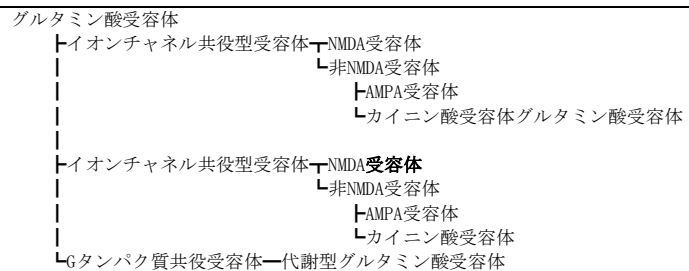 グルタミン酸受容体
┣イオンチャネル共役型受容体┳NMDA受容体
┃┗非NMDA受容体
┃┣AMPA受容体
┃┗カイニン酸受容体グルタミン酸受容体
┃
┣イオンチャネル共役型受容体┳NMDA受容体
┃┗非NMDA受容体
┃┣AMPA受容体
┃┗カイニン酸受容体
┗Gタンパク質共役受容体━代謝型グルタミン酸受容体